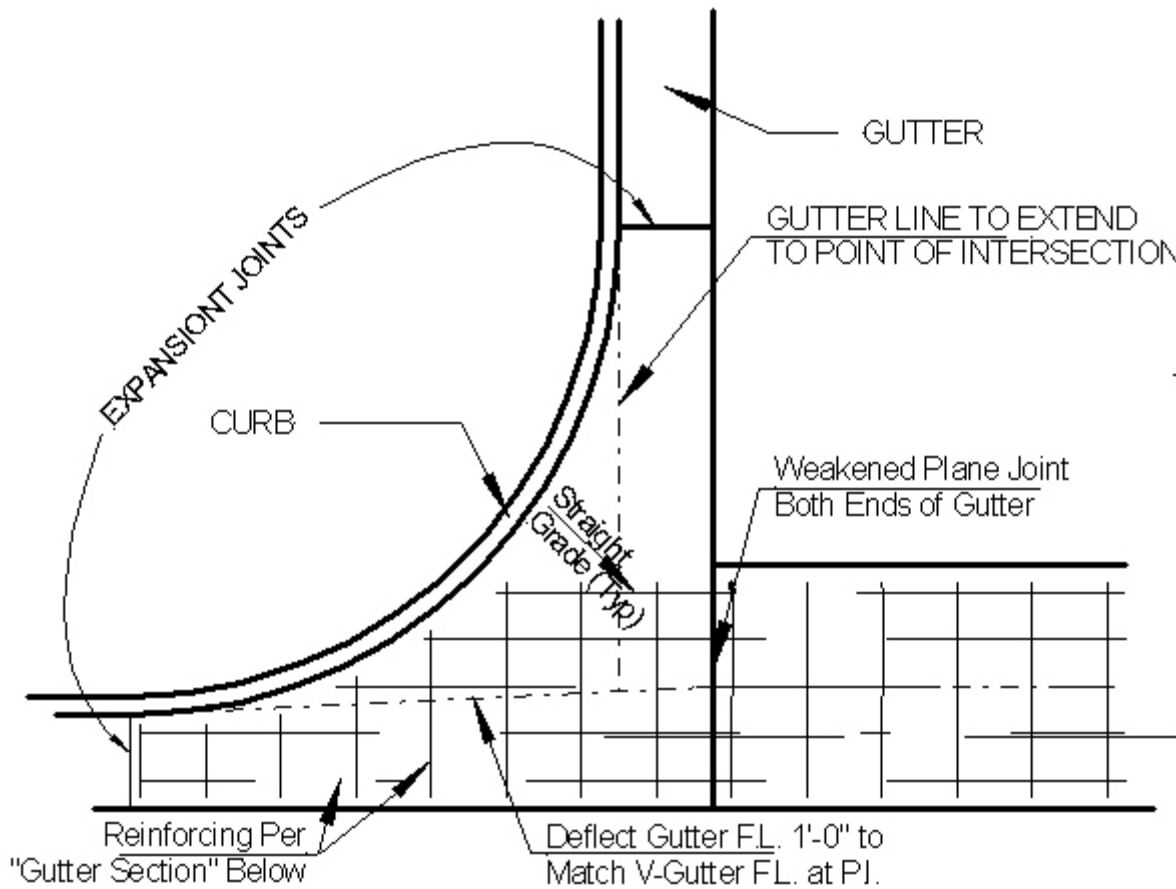 GUTTER
GUTTER LINE TO EXTEND
TO POINT OF INTERSECTION
EXPANSIONT JOINTS
CURB
Weakened Plane Joint
Both Ends of Gutter
Straight
Grade (Typ)
Reinforcing Per
"Gutter Section" Below
Deflect Gutter F.L. 1'-0" to
Match V-Gutter F.L. at P.I.